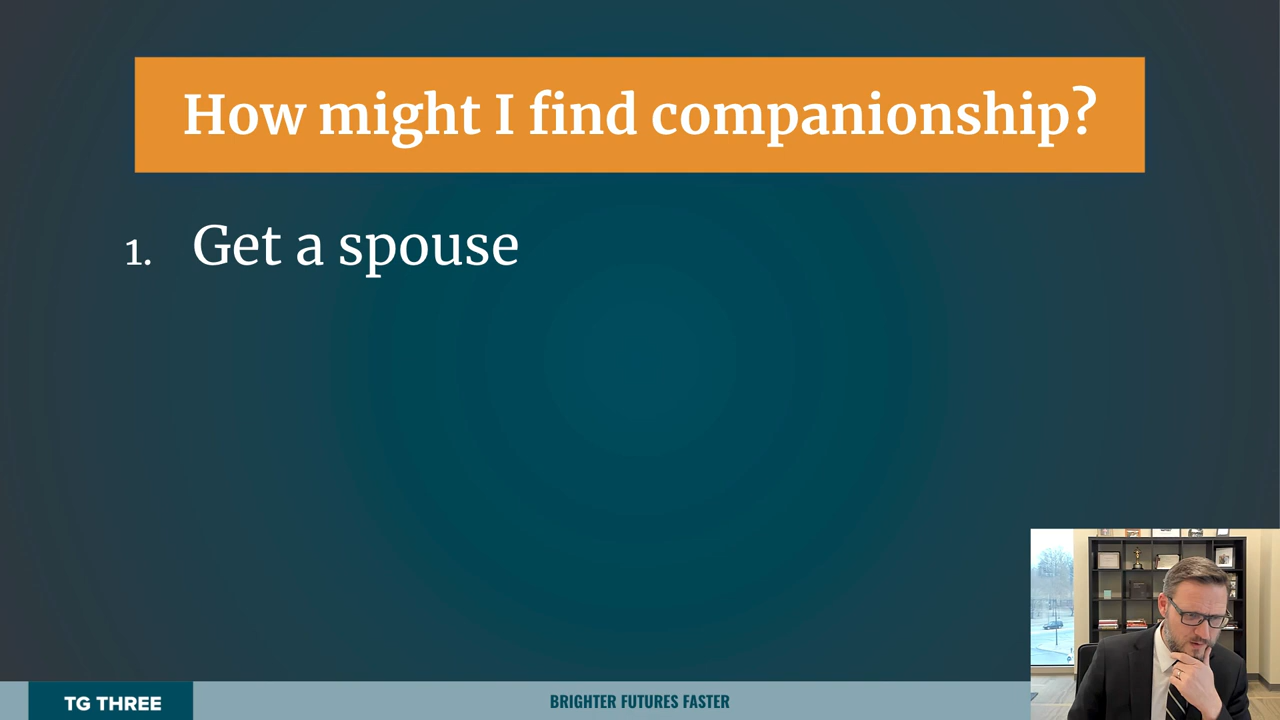 How might I find companionship?
1. Get a spouse
TG THREE
BRIGHTER FUTURES FASTER